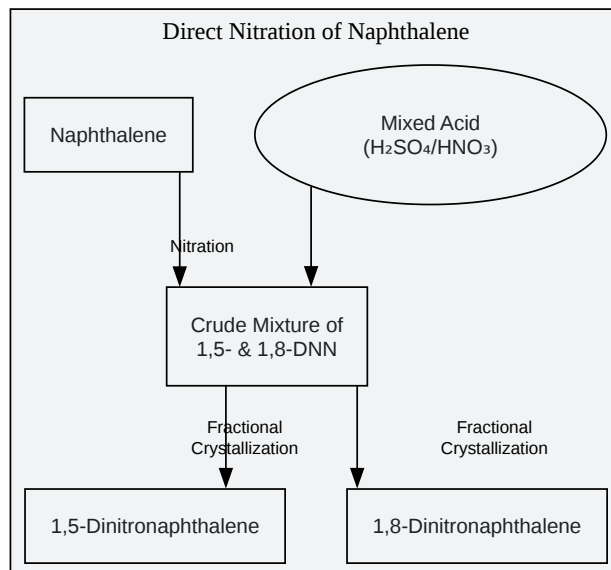 Direct Nitration of Naphthalene
Naphthalene
Mixed Acid
(H₂SO₄/HNO₃)
Nitration
Crude Mixture of
1,5- & 1,8-DNN
Fractional
Crystallization
Fractional
Crystallization
1,5-Dinitronaphthalene
1,8-Dinitronaphthalene